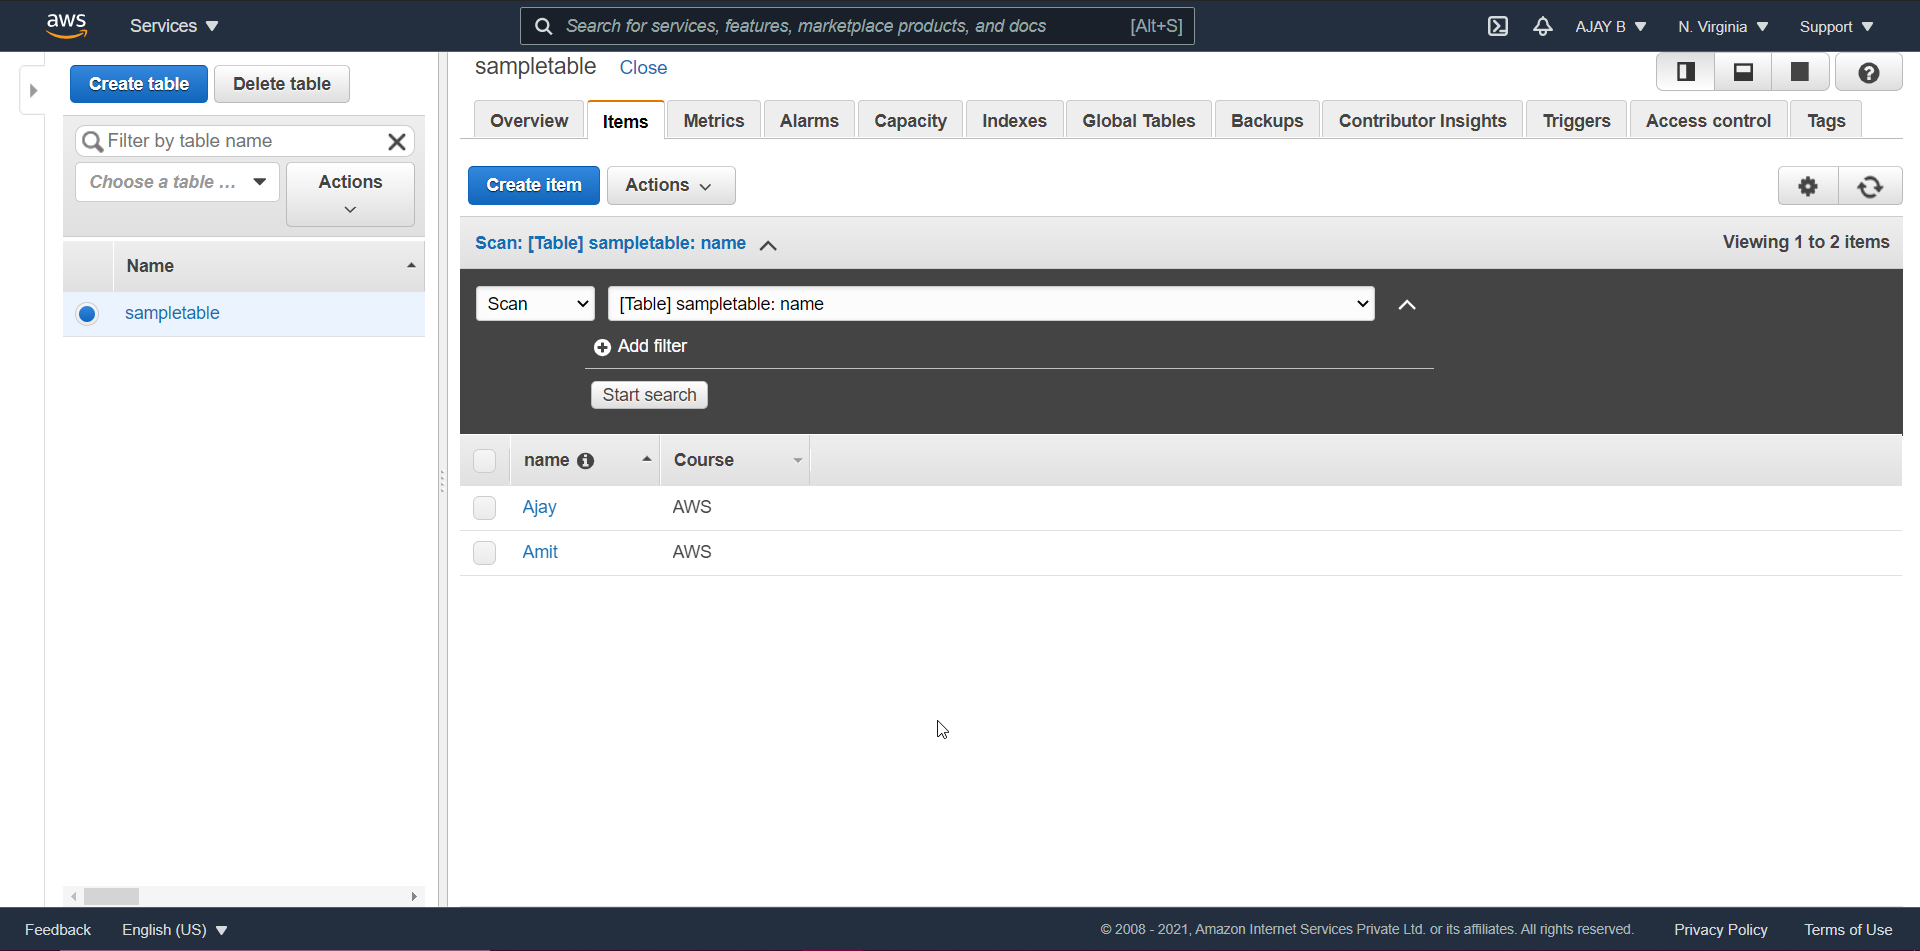 aws Services Search for services, features, marketplace products, and docs [Alt+S] AJAY B N. Virginia Support
Create table Delete table
Filter by table name
Choose a table ... Actions
Name
sampletable
sampletable Close
Overview Items Metrics Alarms Capacity Indexes Global Tables Backups Contributor Insights Triggers Access control Tags
Create item Actions
Scan: [Table] sampletable: name Viewing 1 to 2 items
Scan [Table] sampletable: name
Add filter
Start search
name Course
Ajay AWS
Amit AWS
Feedback English (US) © 2008 - 2021, Amazon Internet Services Private Ltd. or its affiliates. All rights reserved. Privacy Policy Terms of Use